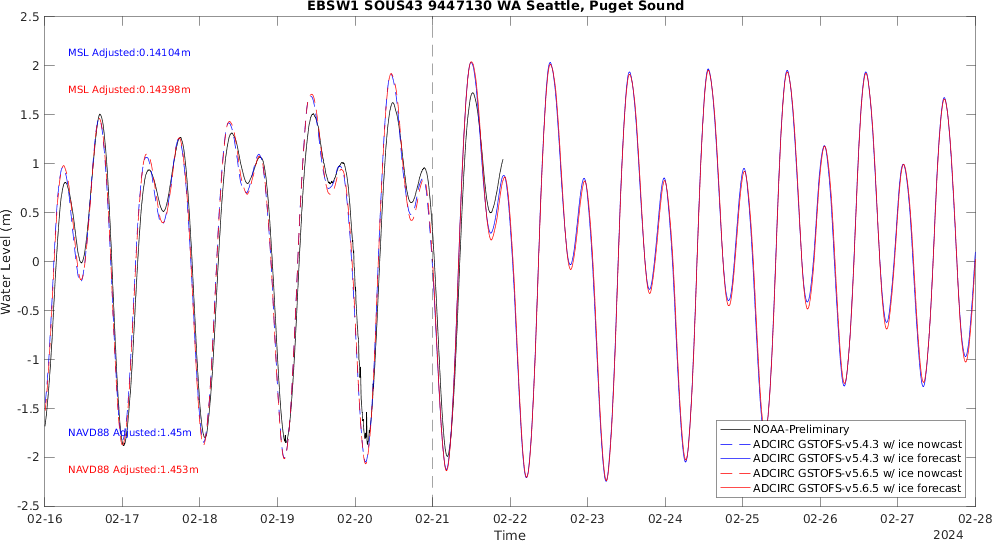 EBSW1 SOUS43 9447130 WA Seattle, Puget Sound
2.5
2
1.5
1
0.5
0
-0.5
-1
-1.5
-2
-2.5
Water Level (m)
MSL Adjusted:0.14104m
MSL Adjusted:0.14398m
NAVD88 Adjusted:1.45m
NAVD88 Adjusted:1.453m
NOAA-Preliminary
ADCIRC GSTOFS-v5.4.3 w/ ice nowcast
ADCIRC GSTOFS-v5.4.3 w/ ice forecast
ADCIRC GSTOFS-v5.6.5 w/ ice nowcast
ADCIRC GSTOFS-v5.6.5 w/ ice forecast
02-16 02-17 02-18 02-19 02-20 02-21 02-22 02-23 02-24 02-25 02-26 02-27 02-28
Time
2024